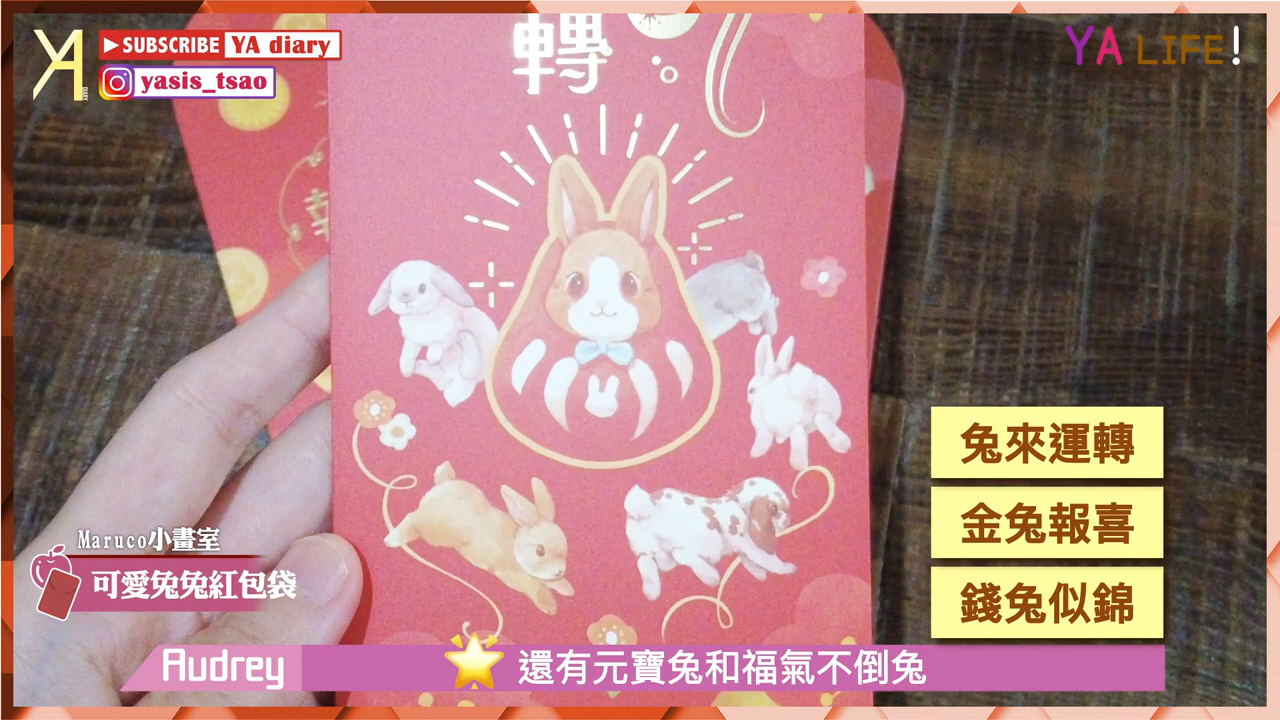 轉
YA
DIARY
SUBSCRIBE YA diary
yasis_tsao
YA LIFE!
兔來運轉
金兔報喜
錢兔似錦
Maruco小畫室
可愛兔兔紅包袋
Audrey
還有元寶兔和福氣不倒兔